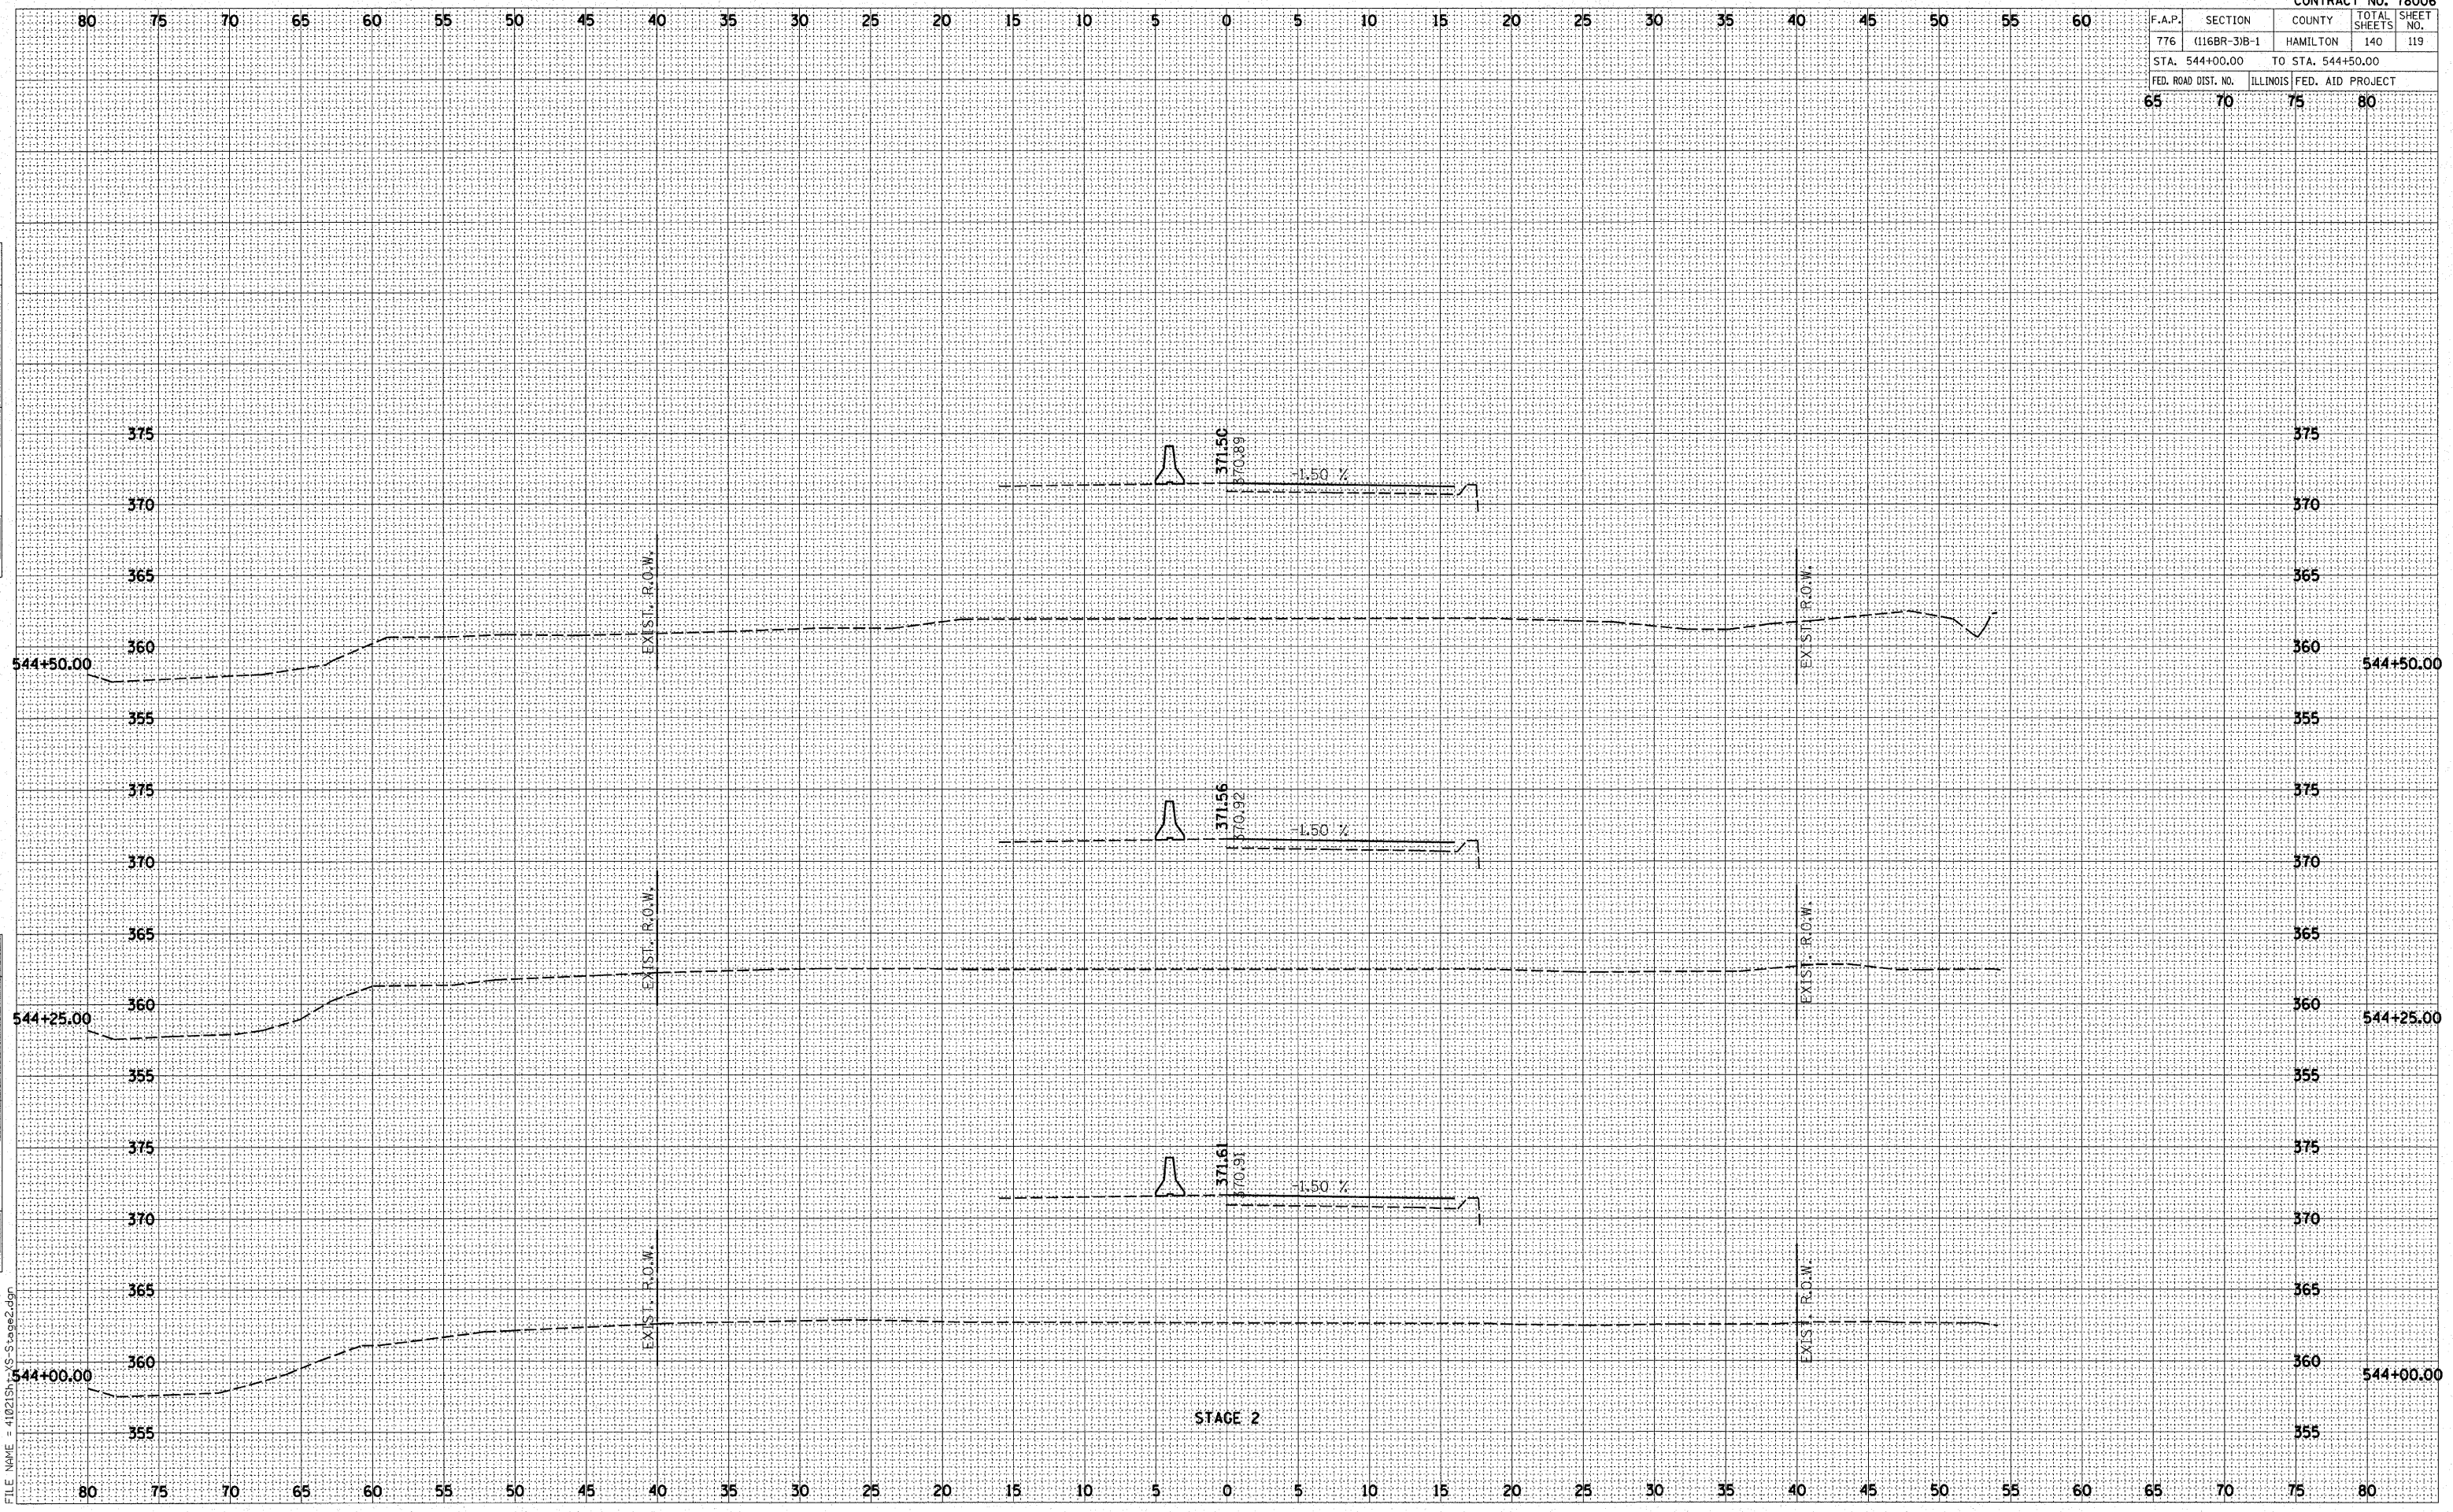 CONTRACT NO. 78006
80 75 70 65 60 55 50 45 40 35 30 25 20 15 10 5 0 5 10 15 20 25 30 35 40 45 50 55 60
F.A.P. SECTION COUNTY TOTAL SHEETS SHEET NO.
776 (116BR-3)B-1 HAMILTON 140 119
STA. 544+00.00 TO STA. 544+50.00
FED. ROAD DIST. NO. ILLINOIS FED. AID PROJECT
65 70 75 80
375 371.50 370.89 375
-1.50 %
370 370
EXIST. R.O.W. EXIST. R.O.W.
365 365
360 360
544+50.00 544+50.00
355 355
375 371.56 370.92 375
-1.50 %
370 370
EXIST. R.O.W. EXIST. R.O.W.
365 365
360 360
544+25.00 544+25.00
355 355
375 371.61 370.91 375
-1.50 %
370 370
EXIST. R.O.W. EXIST. R.O.W.
365 365
360 360
544+00.00 544+00.00
STAGE 2
355 355
80 75 70 65 60 55 50 45 40 35 30 25 20 15 10 5 0 5 10 15 20 25 30 35 40 45 50 55 60 65 70 75 80
FILE NAME = 41021Sht-XS-Stage2.dgn